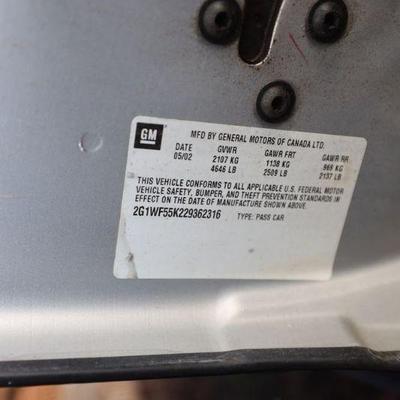 GM
MFD BY GENERAL MOTORS OF CANADA LTD.
DATE GVWR GAWR FRT GAWR RR
05/02 2107 KG 1138 KG 969 KG
4646 LB 2509 LB 2137 LB
THIS VEHICLE CONFORMS TO ALL APPLICABLE U.S. FEDERAL MOTOR
VEHICLE SAFETY, BUMPER, AND THEFT PREVENTION STANDARDS IN
EFFECT ON THE DATE OF MANUFACTURE SHOWN ABOVE.
2G1WF55K229362316 TYPE: PASS CAR